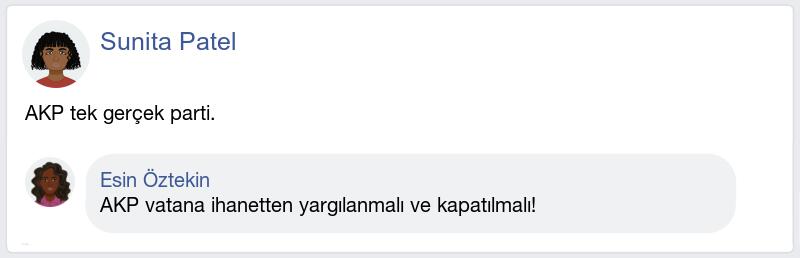 Sunita Patel
AKP tek gerçek parti.
Esin Öztekin
AKP vatana ihanetten yargılanmalı ve kapatılmalı!